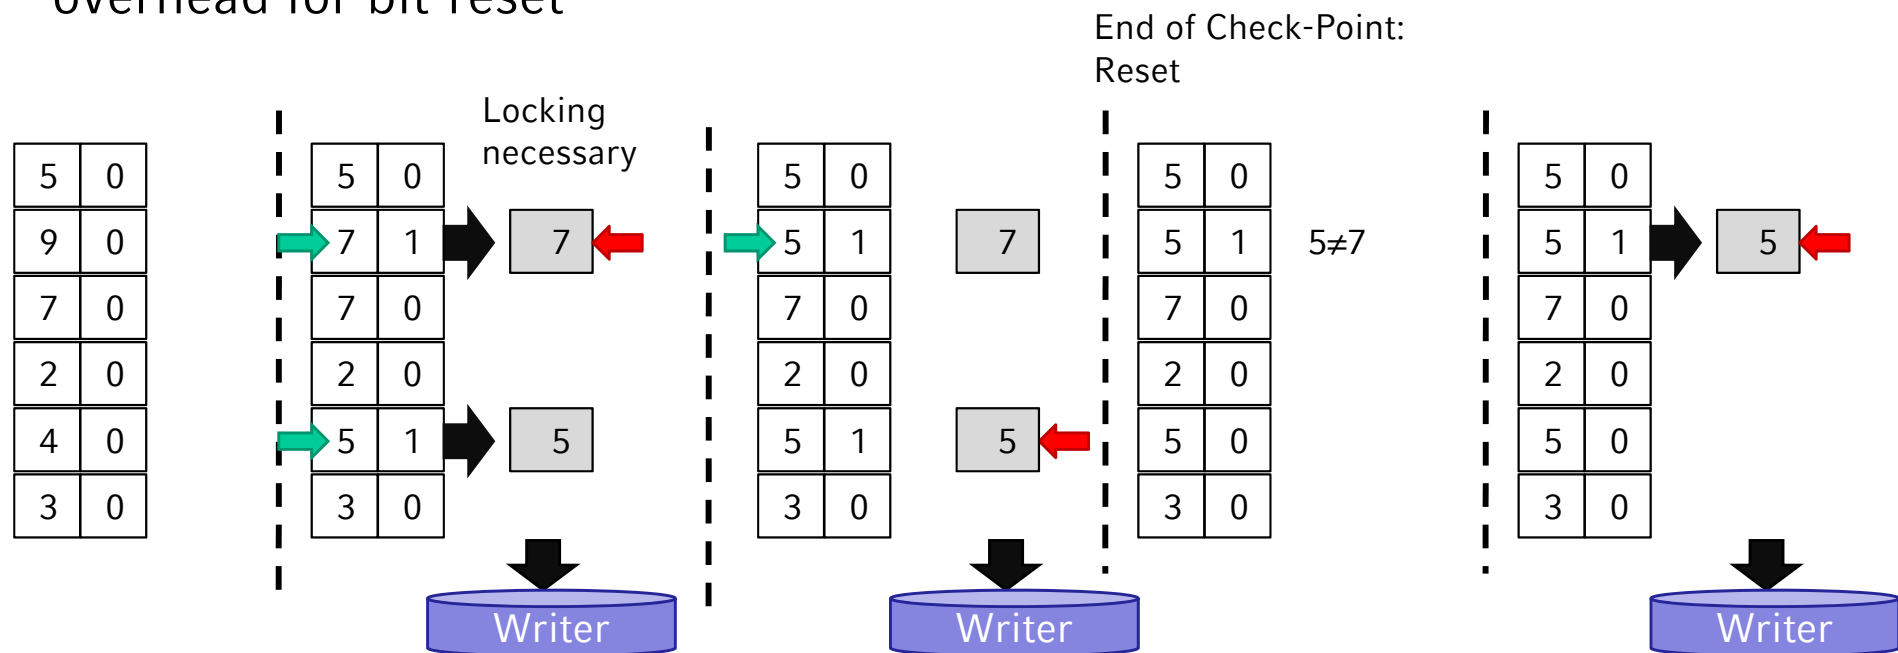 overhead for bit reset
End of Check-Point:
Reset
Locking
necessary
5 0 5 0 5 0 5 0 5 0
9 0 7 1 7 5 1 7 5 1 5≠7 5 1 5
7 0 7 0 7 0 7 0 7 0
2 0 2 0 2 0 2 0 2 0
4 0 5 1 5 5 1 5 5 0 5 0
3 0 3 0 3 0 3 0 3 0
Writer Writer Writer